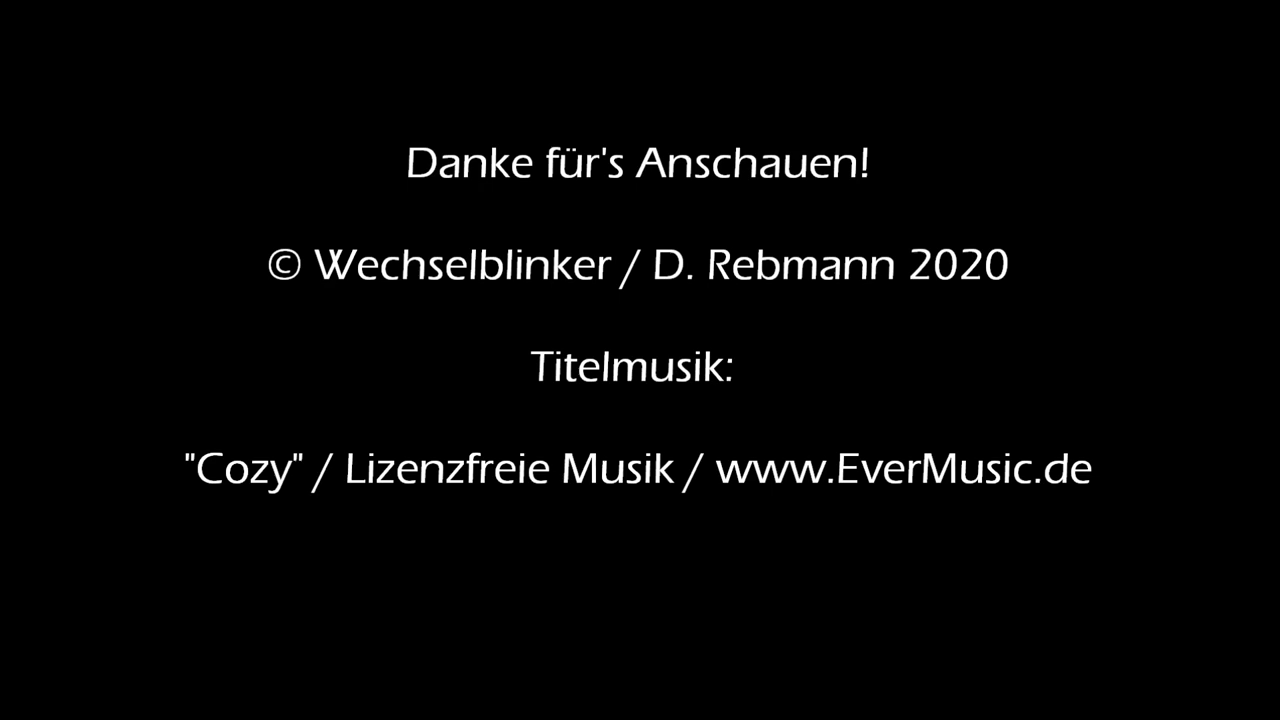 Danke für's Anschauen!
© Wechselblinker / D. Rebmann 2020
Titelmusik:
"Cozy" / Lizenzfreie Musik / www.EverMusic.de